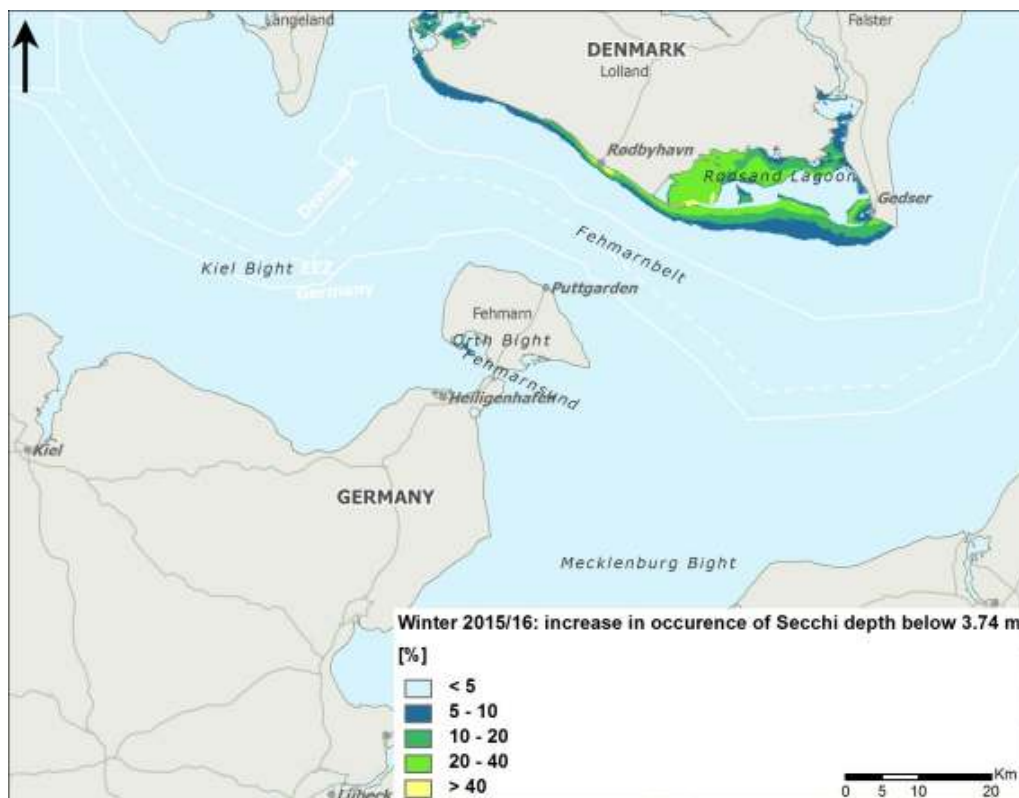 Langeland
Falster
DENMARK
Lolland
Rødbyhavn
Rødsand Lagoon
Denmark
Gedser
Fehmarnbelt
Kiel Bight
EEZ
Germany
Puttgarden
Fehmarn
Orth Bight
Fehmarnsund
Heiligenhafen
Kiel
GERMANY
Mecklenburg Bight
Winter 2015/16: increase in occurence of Secchi depth below 3.74 m
[%]
< 5
5 - 10
10 - 20
20 - 40
> 40
Km
0 5 10 20
Lübeck